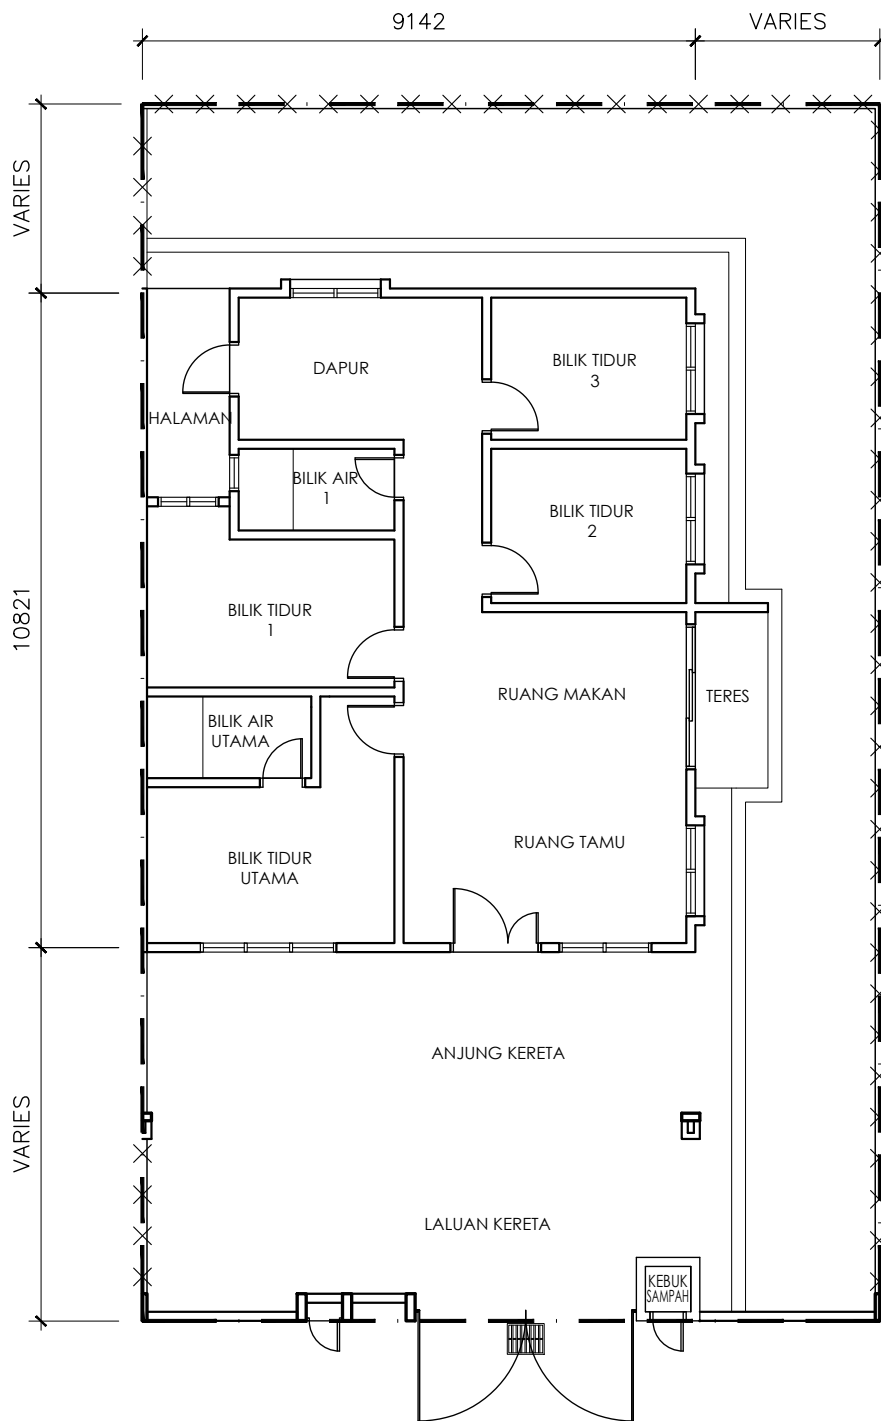 9142
VARIES
VARIES
DAPUR
BILIK TIDUR
3
HALAMAN
BILIK AIR
1
BILIK TIDUR
2
10821
BILIK TIDUR
1
RUANG MAKAN
TERES
BILIK AIR
UTAMA
RUANG TAMU
BILIK TIDUR
UTAMA
ANJUNG KERETA
VARIES
LALUAN KERETA
KEBUK
SAMPAH